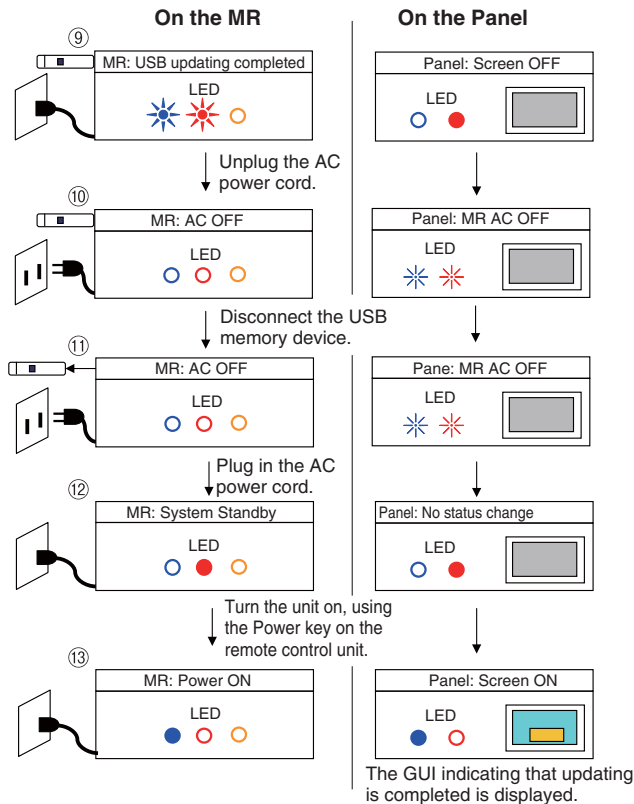 On the MR
On the Panel
⑨
MR: USB updating completed
LED
Panel: Screen OFF
LED
Unplug the AC
power cord.
⑩
MR: AC OFF
LED
Panel: MR AC OFF
LED
Disconnect the USB
memory device.
⑪
MR: AC OFF
LED
Pane: MR AC OFF
LED
Plug in the AC
power cord.
⑫
MR: System Standby
LED
Panel: No status change
LED
Turn the unit on, using
the Power key on the
remote control unit.
⑬
MR: Power ON
LED
Panel: Screen ON
LED
The GUI indicating that updating
is completed is displayed.